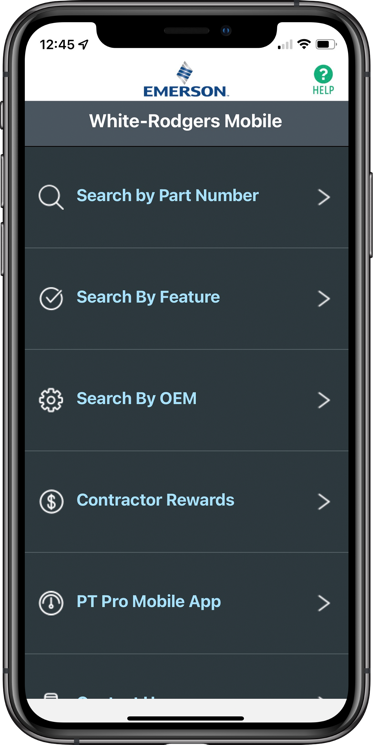 12:45
EMERSON.
HELP
White-Rodgers Mobile
Search by Part Number
Search By Feature
Search By OEM
Contractor Rewards
PT Pro Mobile App